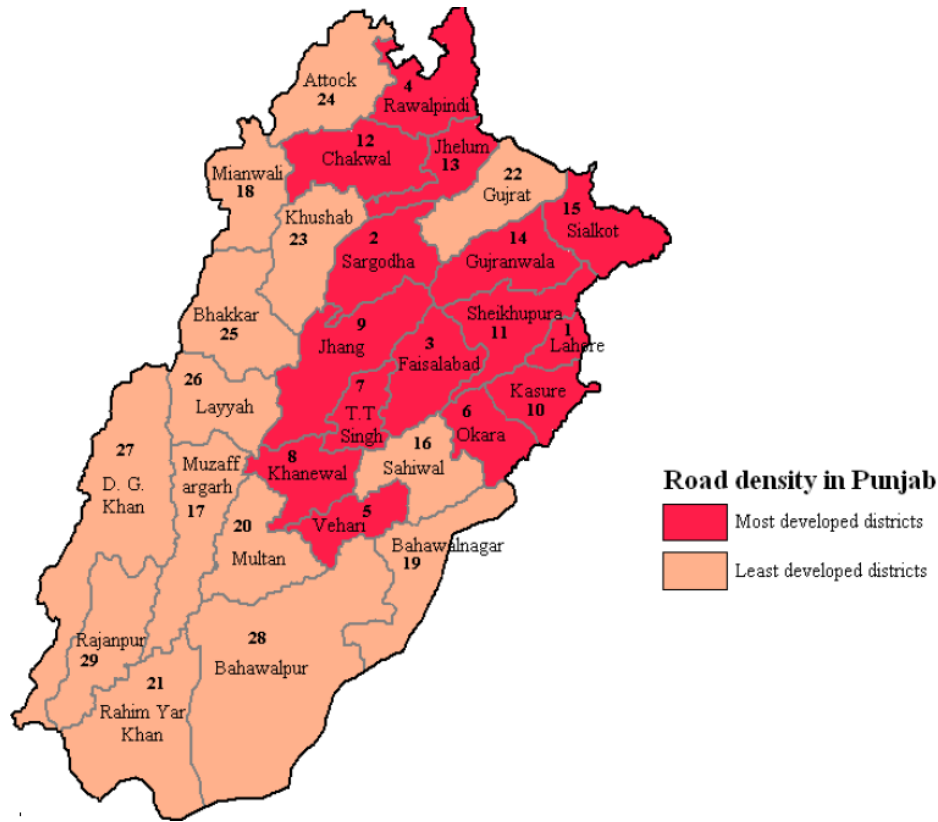 Attock
24
4
Rawalpindi
12
Chakwal
Jhelum
13
Mianwali
18
22
Gujrat
Khushab
23
15
Sialkot
2
Sargodha
14
Gujranwala
Bhakkar
25
Sheikhupura
11
9
Jhang
3
Faisalabad
1
Lahore
26
Layyah
7
T.T
Singh
Kasure
10
6
Okara
27
D. G.
Khan
Muzaff
argarh
17
8
Khanewal
16
Sahiwal
5
Vehari
20
Multan
Bahawalnagar
19
Rajanpur
29
28
Bahawalpur
21
Rahim Yar
Khan
Road density in Punjab
Most developed districts
Least developed districts